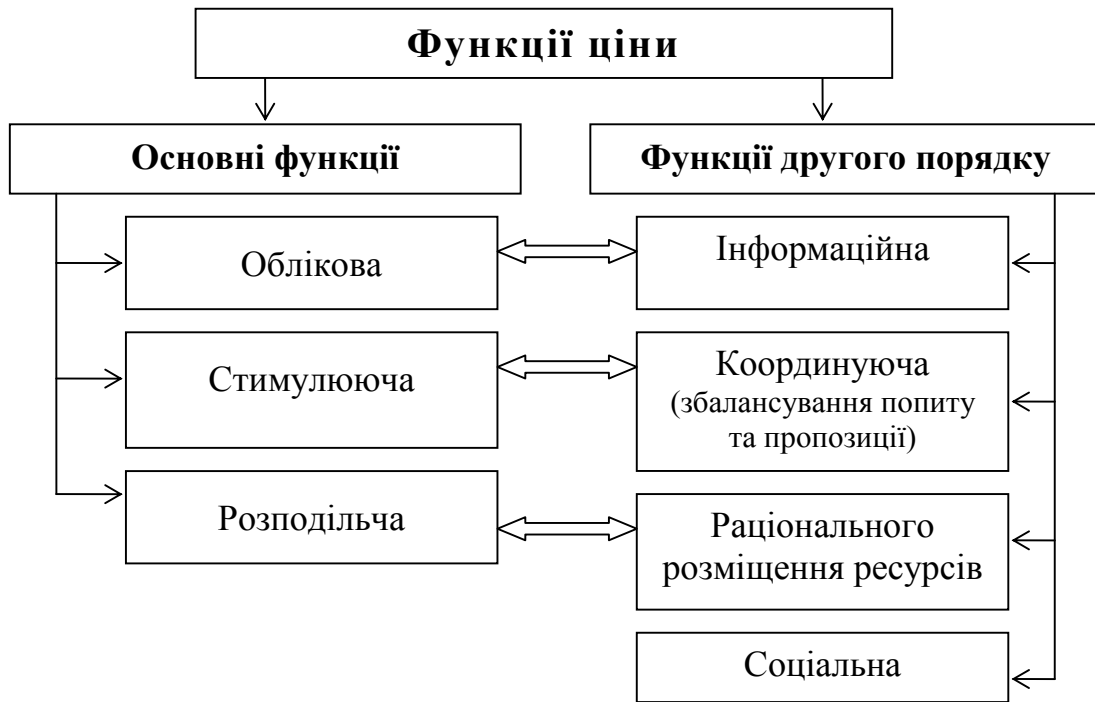 Функції ціни
Основні функції
Функції другого порядку
Облікова
Інформаційна
Стимулююча
Координуюча
(збалансування попиту
та пропозиції)
Розподільча
Раціонального
розміщення ресурсів
Соціальна